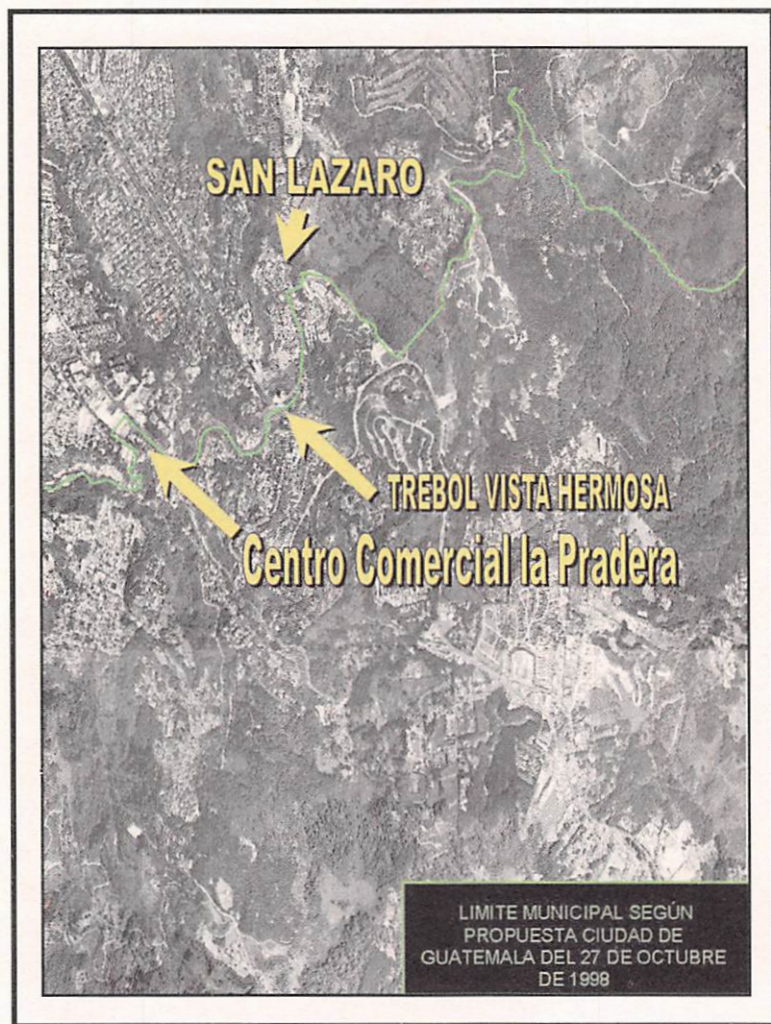 SAN LAZARO
TREBOL VISTA HERMOSA
Centro Comercial la Pradera
LIMITE MUNICIPAL SEGÚN
PROPUESTA CIUDAD DE
GUATEMALA DEL 27 DE OCTUBRE
DE 1998